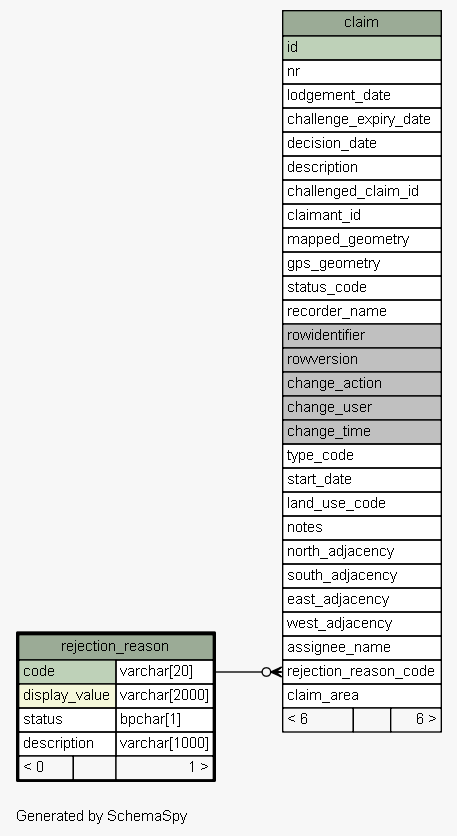 claim
id
nr
lodgement_date
challenge_expiry_date
decision_date
description
challenged_claim_id
claimant_id
mapped_geometry
gps_geometry
status_code
recorder_name
rowidentifier
rowversion
change_action
change_user
change_time
type_code
start_date
land_use_code
notes
north_adjacency
south_adjacency
east_adjacency
west_adjacency
assignee_name
rejection_reason_code
claim_area
< 6 6 >
rejection_reason
code varchar[20]
display_value varchar[2000]
status bpchar[1]
description varchar[1000]
< 0 1 >
Generated by SchemaSpy